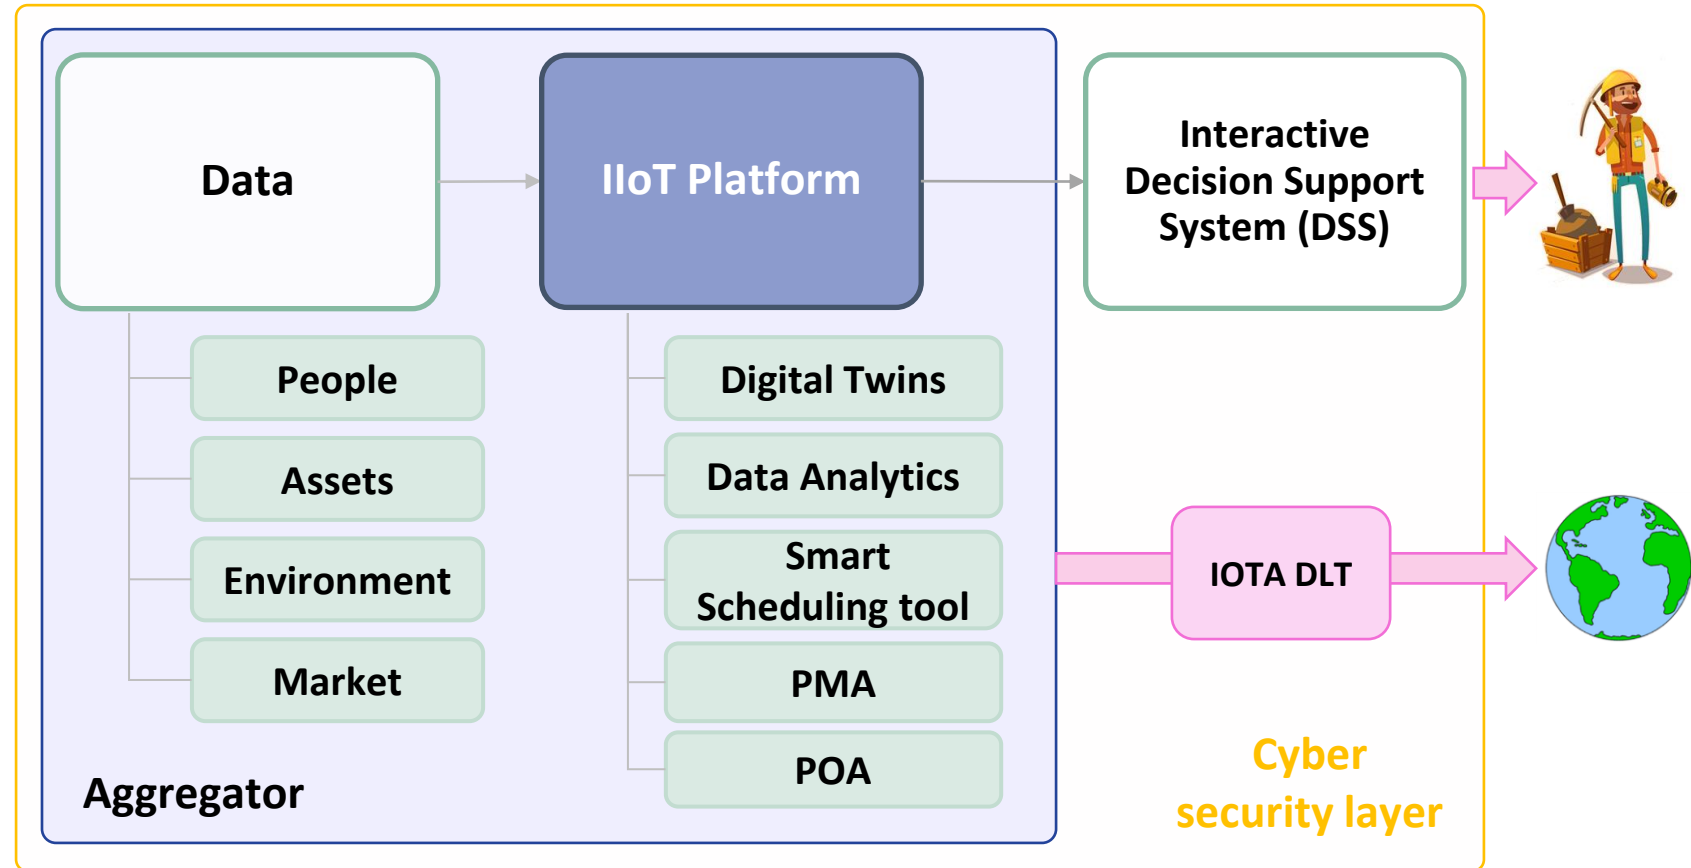 Data
IIoT Platform
Interactive
Decision Support
System (DSS)
People
Assets
Environment
Market
Digital Twins
Data Analytics
Smart
Scheduling tool
PMA
POA
IOTA DLT
Aggregator
Cyber
security layer